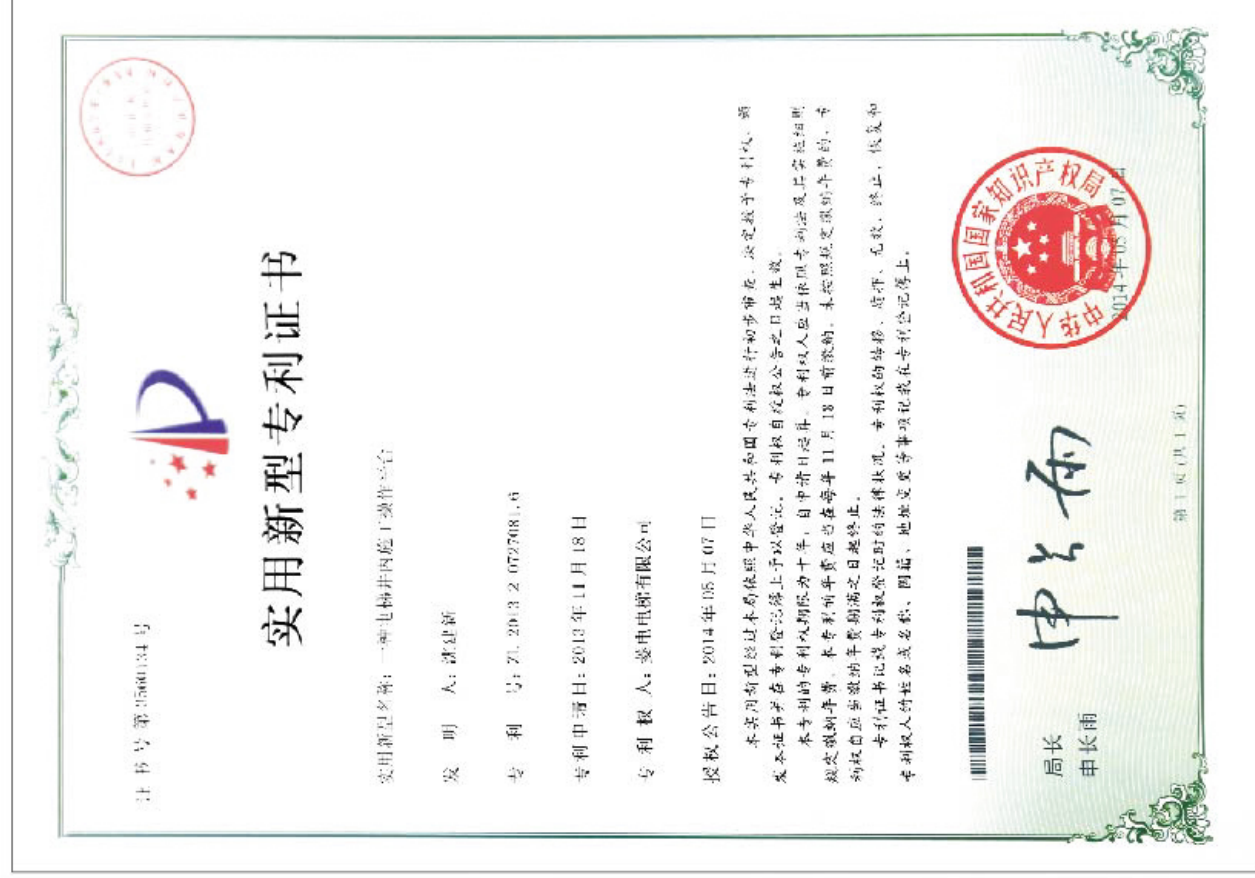 证书号第3560134号
实用新型专利证书
实用新型名称：一种电梯井内施工操作平台
发 明 人：沈建新
专 利 号：ZL 2013 2 0727081.6
专利申请日：2013年11月18日
专 利 权 人：菱电电梯有限公司
授权公告日：2014年05月07日
本实用新型经过本局依照中华人民共和国专利法进行初步审查，决定授予专利权，颁
发本证书并在专利登记簿上予以登记。专利权自授权公告之日起生效。
本专利的专利权期限为十年，自申请日起算。专利权人应当依照专利法及其实施细则
规定缴纳年费。本专利的年费应当在每年11月18日前缴纳。未按照规定缴纳年费的，专
利权自应当缴纳年费期满之日起终止。
专利证书记载专利权登记时的法律状况。专利权的转移、质押、无效、终止、恢复和
专利权人的姓名或名称、国籍、地址变更等事项记载在专利登记簿上。
局长
申长雨
申长雨
中华人民共和国国家知识产权局
2014年05月07日
第1页(共1页)